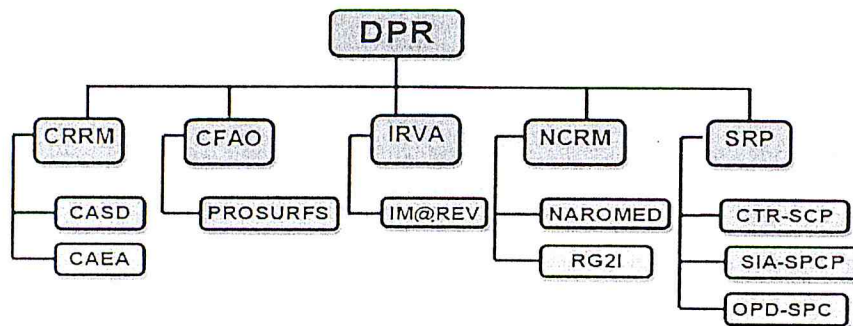 DPR
CRRM
CFAO
IRVA
NCRM
SRP
CASD
PROSURFS
IM@REV
NAROMED
CTR-SCP
CAEA
RG2I
SIA-SPCP
OPD-SPC